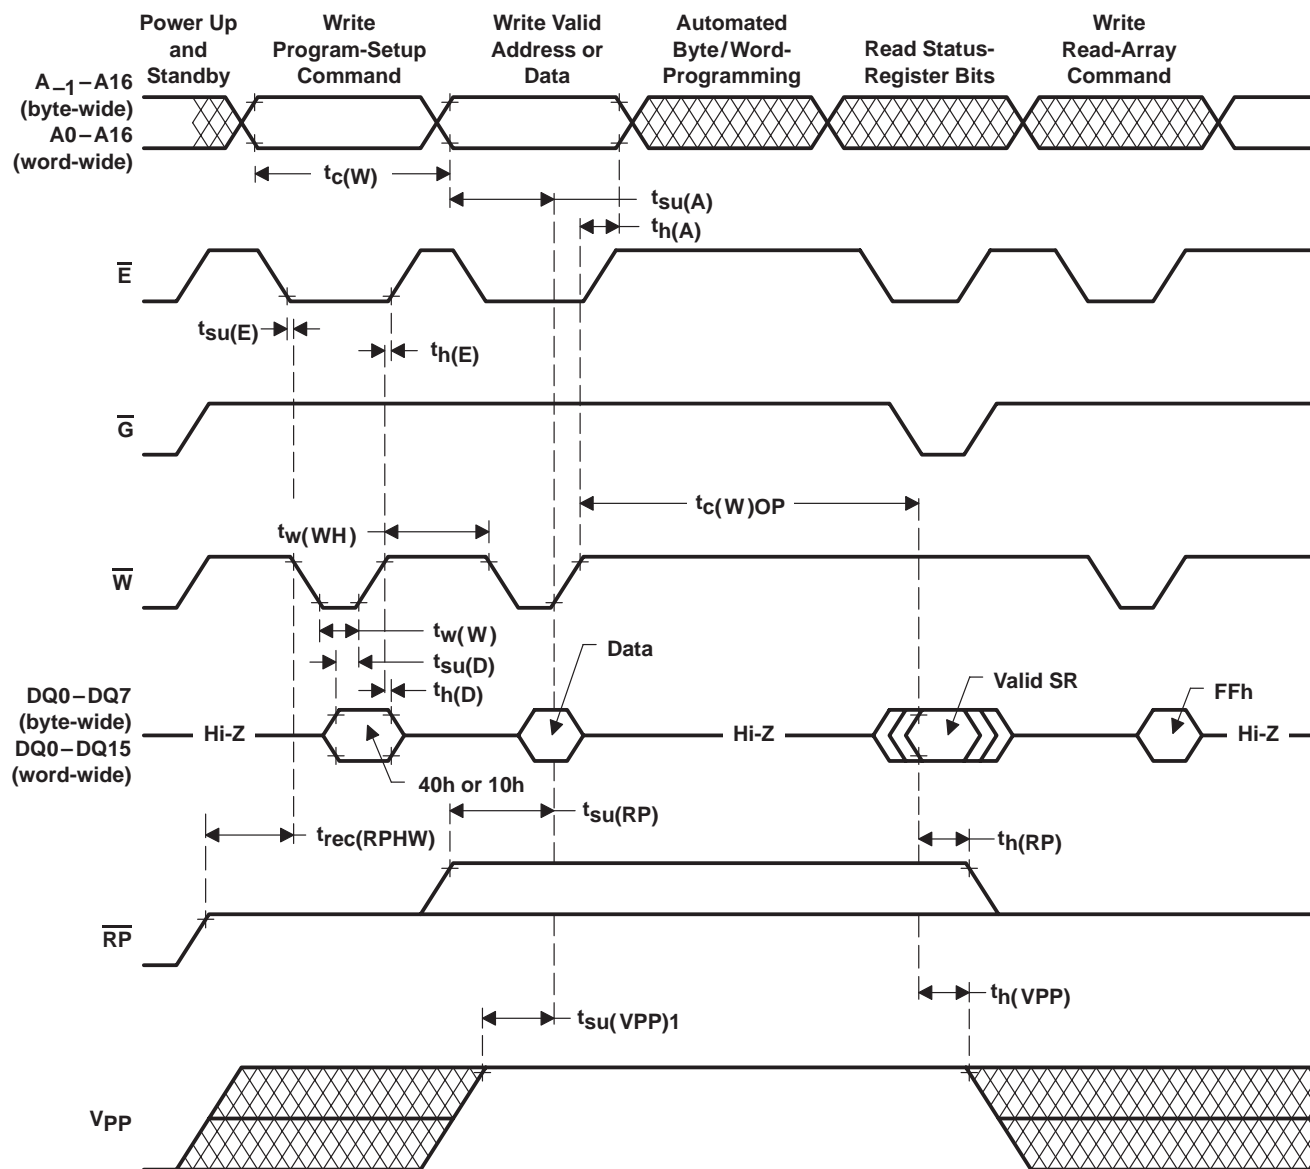 Power Up
and
Standby
Write
Program-Setup
Command
Write Valid
Address or
Data
Automated
Byte/Word-
Programming
Read Status-
Register Bits
Write
Read-Array
Command
A–1–A16
(byte-wide)
A0–A16
(word-wide)
tc(W)
tsu(A)
th(A)
E
tsu(E)
th(E)
G
tc(W)OP
tw(WH)
W
tw(W)
tsu(D)
th(D)
Data
Valid SR
FFh
DQ0–DQ7
(byte-wide)
DQ0–DQ15
(word-wide)
Hi-Z
Hi-Z
Hi-Z
40h or 10h
tsu(RP)
trec(RPHW)
th(RP)
RP
th(VPP)
tsu(VPP)1
VPP